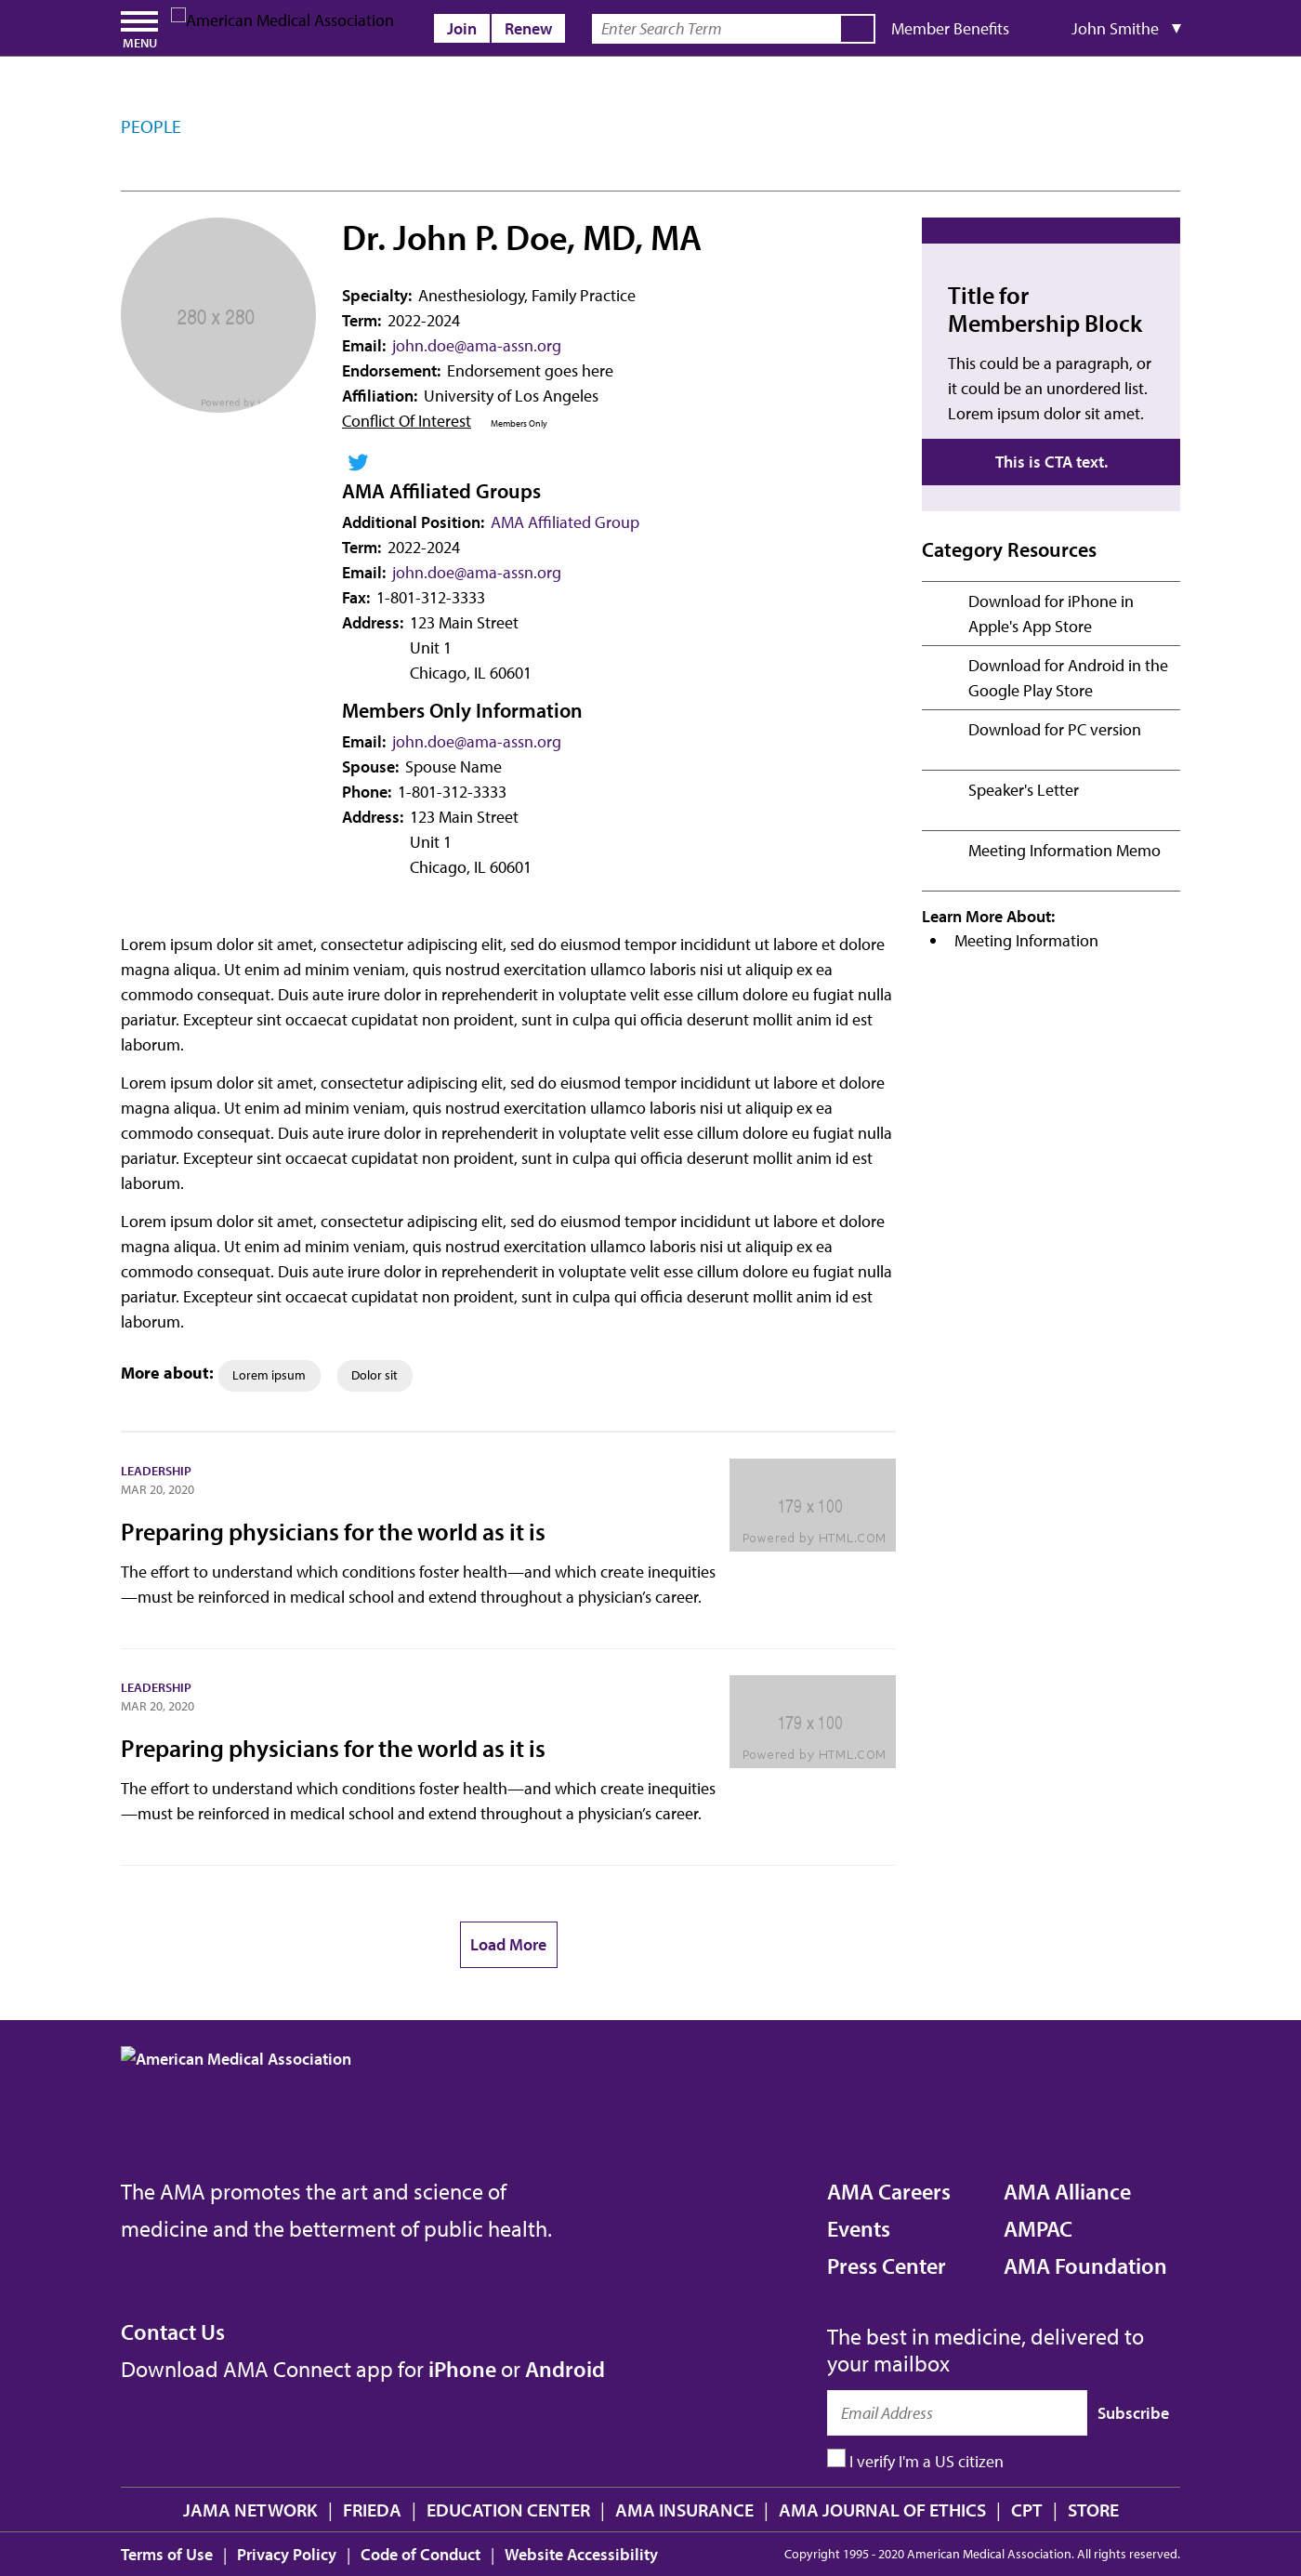 MENU
American Medical Association
Join
Renew
Enter Search Term
Member Benefits
John Smithe ▼
PEOPLE
280 x 280
Powered by
Dr. John P. Doe, MD, MA
Specialty: Anesthesiology, Family Practice
Term: 2022-2024
Email: john.doe@ama-assn.org
Endorsement: Endorsement goes here
Affiliation: University of Los Angeles
Conflict Of Interest
Members Only
AMA Affiliated Groups
Additional Position: AMA Affiliated Group
Term: 2022-2024
Email: john.doe@ama-assn.org
Fax: 1-801-312-3333
Address: 123 Main Street
Unit 1
Chicago, IL 60601
Members Only Information
Email: john.doe@ama-assn.org
Spouse: Spouse Name
Phone: 1-801-312-3333
Address: 123 Main Street
Unit 1
Chicago, IL 60601
Title for
Membership Block
This could be a paragraph, or
it could be an unordered list.
Lorem ipsum dolor sit amet.
This is CTA text.
Category Resources
Download for iPhone in
Apple's App Store
Download for Android in the
Google Play Store
Download for PC version
Speaker's Letter
Meeting Information Memo
Learn More About:
• Meeting Information
Lorem ipsum dolor sit amet, consectetur adipiscing elit, sed do eiusmod tempor incididunt ut labore et dolore
magna aliqua. Ut enim ad minim veniam, quis nostrud exercitation ullamco laboris nisi ut aliquip ex ea
commodo consequat. Duis aute irure dolor in reprehenderit in voluptate velit esse cillum dolore eu fugiat nulla
pariatur. Excepteur sint occaecat cupidatat non proident, sunt in culpa qui officia deserunt mollit anim id est
laborum.
Lorem ipsum dolor sit amet, consectetur adipiscing elit, sed do eiusmod tempor incididunt ut labore et dolore
magna aliqua. Ut enim ad minim veniam, quis nostrud exercitation ullamco laboris nisi ut aliquip ex ea
commodo consequat. Duis aute irure dolor in reprehenderit in voluptate velit esse cillum dolore eu fugiat nulla
pariatur. Excepteur sint occaecat cupidatat non proident, sunt in culpa qui officia deserunt mollit anim id est
laborum.
Lorem ipsum dolor sit amet, consectetur adipiscing elit, sed do eiusmod tempor incididunt ut labore et dolore
magna aliqua. Ut enim ad minim veniam, quis nostrud exercitation ullamco laboris nisi ut aliquip ex ea
commodo consequat. Duis aute irure dolor in reprehenderit in voluptate velit esse cillum dolore eu fugiat nulla
pariatur. Excepteur sint occaecat cupidatat non proident, sunt in culpa qui officia deserunt mollit anim id est
laborum.
More about: Lorem ipsum Dolor sit
LEADERSHIP
MAR 20, 2020
Preparing physicians for the world as it is
The effort to understand which conditions foster health—and which create inequities
—must be reinforced in medical school and extend throughout a physician’s career.
179 x 100
Powered by HTML.COM
LEADERSHIP
MAR 20, 2020
Preparing physicians for the world as it is
The effort to understand which conditions foster health—and which create inequities
—must be reinforced in medical school and extend throughout a physician’s career.
179 x 100
Powered by HTML.COM
Load More
American Medical Association
The AMA promotes the art and science of
medicine and the betterment of public health.
Contact Us
Download AMA Connect app for iPhone or Android
AMA Careers
Events
Press Center
AMA Alliance
AMPAC
AMA Foundation
The best in medicine, delivered to
your mailbox
Email Address
Subscribe
I verify I'm a US citizen
JAMA NETWORK | FRIEDA | EDUCATION CENTER | AMA INSURANCE | AMA JOURNAL OF ETHICS | CPT | STORE
Terms of Use | Privacy Policy | Code of Conduct | Website Accessibility
Copyright 1995 - 2020 American Medical Association. All rights reserved.